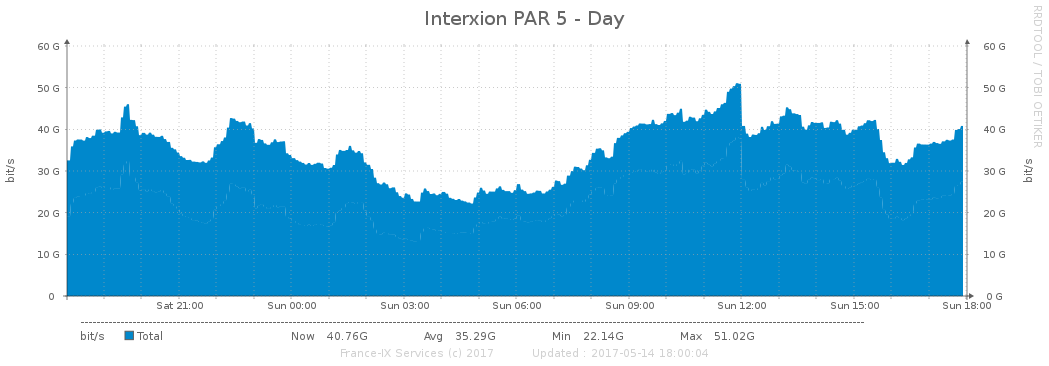 Interxion PAR 5 - Day
RRDTOOL / TOBI OETIKER
60 G 60 G
50 G 50 G
40 G 40 G
30 G 30 G
20 G 20 G
10 G 10 G
0 0 G
bit/s
bit/s
Sat 21:00 Sun 00:00 Sun 03:00 Sun 06:00 Sun 09:00 Sun 12:00 Sun 15:00 Sun 18:00
bit/s Total Now 40.76G Avg 35.29G Min 22.14G Max 51.02G
France-IX Services (c) 2017 Updated : 2017-05-14 18:00:04